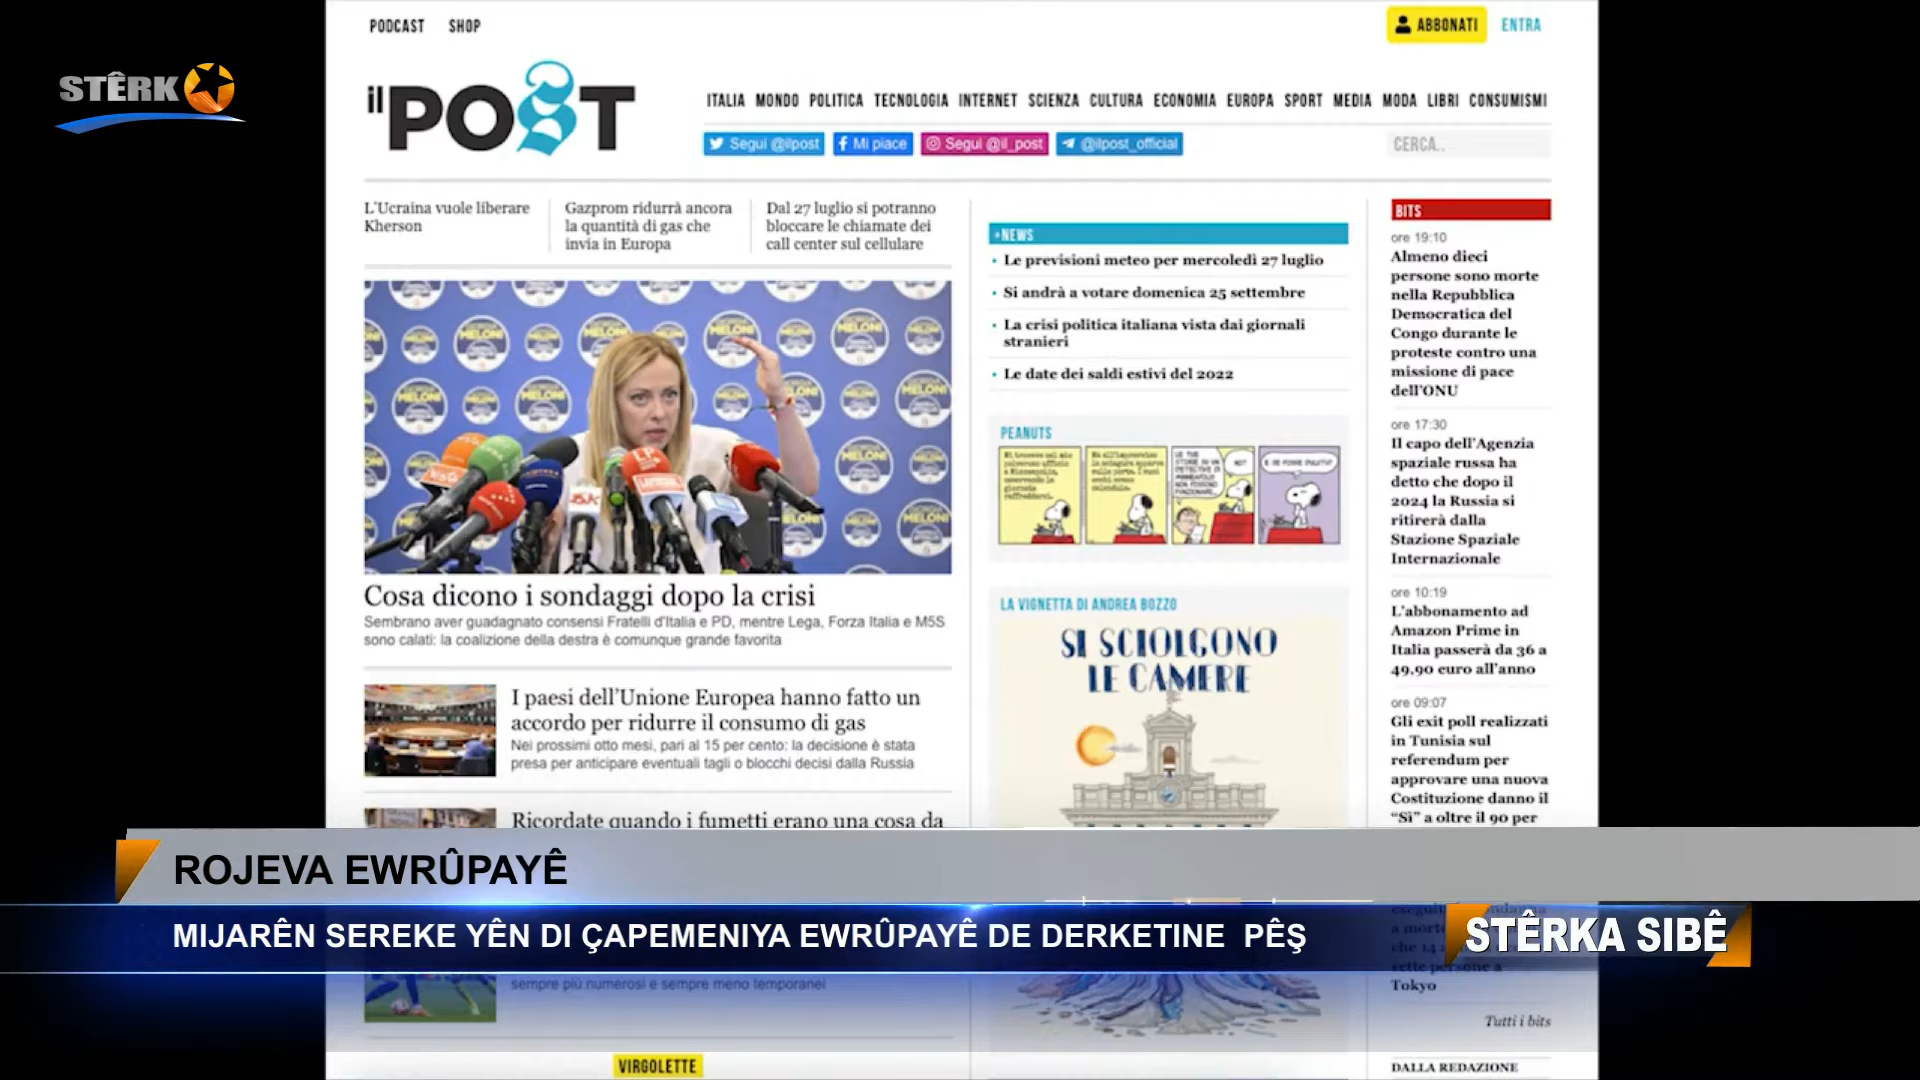 PODCAST SHOP
ABBONATI ENTRA
STÊRK
ilPOST
ITALIA MONDO POLITICA TECNOLOGIA INTERNET SCIENZA CULTURA ECONOMIA EUROPA SPORT MEDIA MODA LIBRI CONSUMISMI
Segui @ilpost Mi piace Segui @il_post @ilpost_official
CERCA..
L'Ucraina vuole liberare
Kherson
Gazprom ridurrà ancora
la quantità di gas che
invia in Europa
Dal 27 luglio si potranno
bloccare le chiamate dei
call center sul cellulare
MELONI
Cosa dicono i sondaggi dopo la crisi
Sembrano aver guadagnato consensi Fratelli d'Italia e PD, mentre Lega, Forza Italia e M5S
sono calati: la coalizione della destra è comunque grande favorita
I paesi dell'Unione Europea hanno fatto un
accordo per ridurre il consumo di gas
Nei prossimi otto mesi, pari al 15 per cento: la decisione è stata
presa per anticipare eventuali tagli o blocchi decisi dalla Russia
Ricordate quando i fumetti erano una cosa da
sempre più numerosi e sempre meno temporanei
VIRGOLETTE
+NEWS
Le previsioni meteo per mercoledì 27 luglio
Si andrà a votare domenica 25 settembre
La crisi politica italiana vista dai giornali
stranieri
Le date dei saldi estivi del 2022
PEANUTS
LA VIGNETTA DI ANDREA BOZZO
SI SCIOLGONO
LE CAMERE
BITS
ore 19:10
Almeno dieci
persone sono morte
nella Repubblica
Democratica del
Congo durante le
proteste contro una
missione di pace
dell'ONU
ore 17:30
Il capo dell'Agenzia
spaziale russa ha
detto che dopo il
2024 la Russia si
ritirerà dalla
Stazione Spaziale
Internazionale
ore 10:19
L'abbonamento ad
Amazon Prime in
Italia passerà da 36 a
49,90 euro all'anno
ore 09:07
Gli exit poll realizzati
in Tunisia sul
referendum per
approvare una nuova
Costituzione danno il
"Sì" a oltre il 90 per
sette persone a
Tokyo
Tutti i bits
DALLA REDAZIONE
ROJEVA EWRÛPAYÊ
MIJARÊN SEREKE YÊN DI ÇAPEMENIYA EWRÛPAYÊ DE DERKETINE PÊŞ
STÊRKA SIBÊ